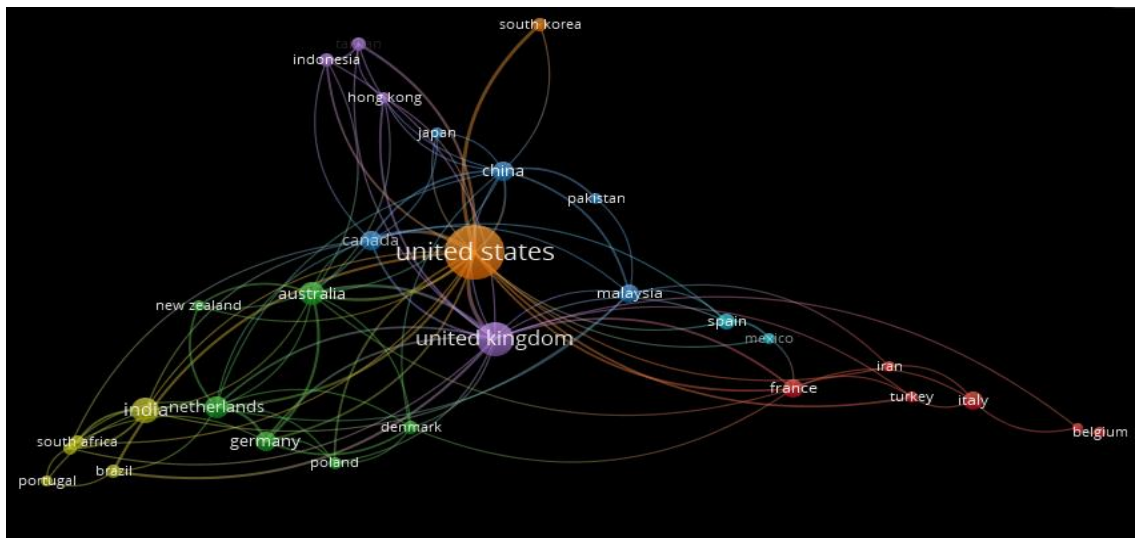 south korea
indonesia
hong kong
japan
china
pakistan
canada
united states
malaysia
australia
new zealand
spain
united kingdom
mexico
iran
france
turkey
italy
india
netherlands
denmark
belgium
south africa
germany
poland
brazil
portugal